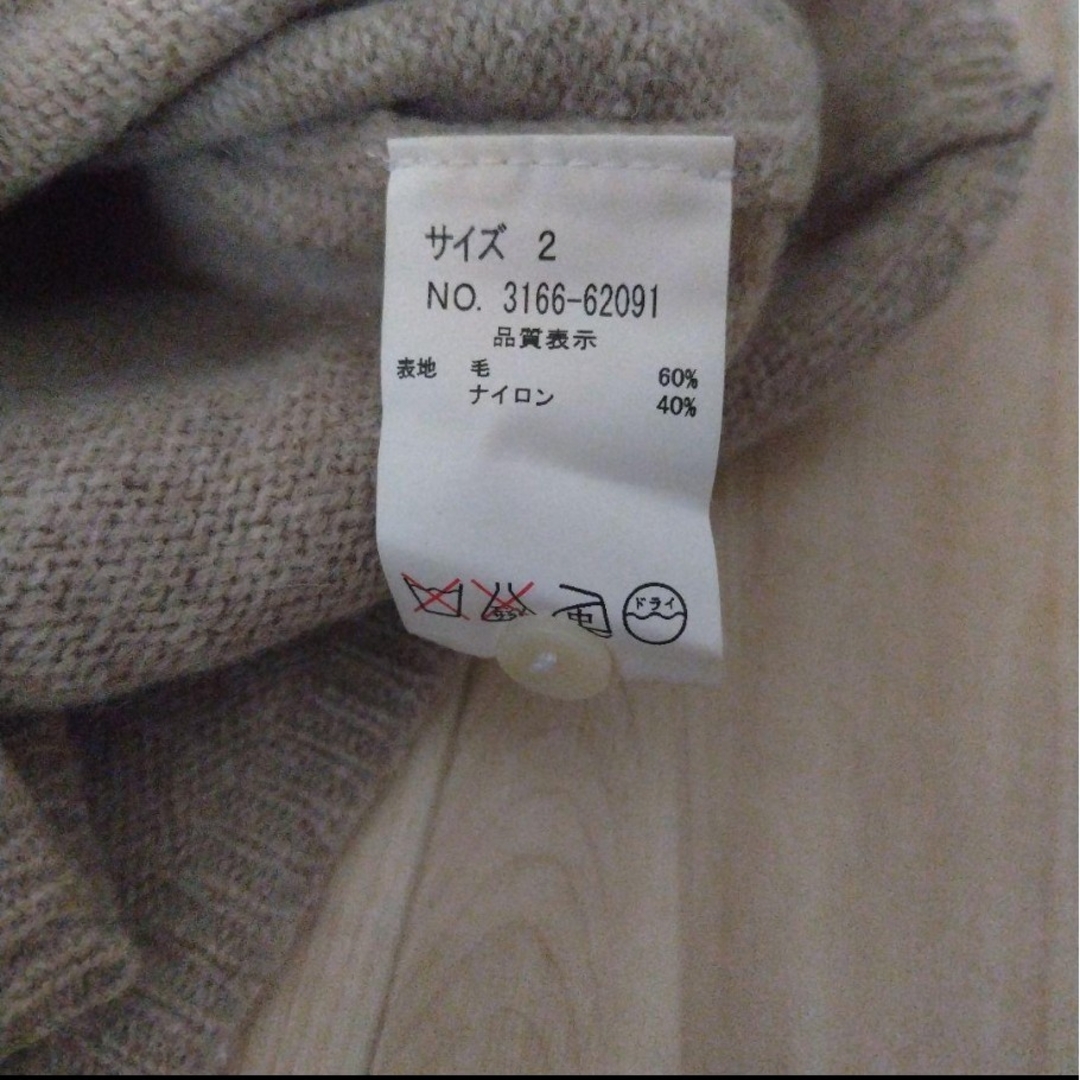 サイズ 2
NO. 3166-62091
品質表示
表地 毛 60%
ナイロン 40%
中 ドライ